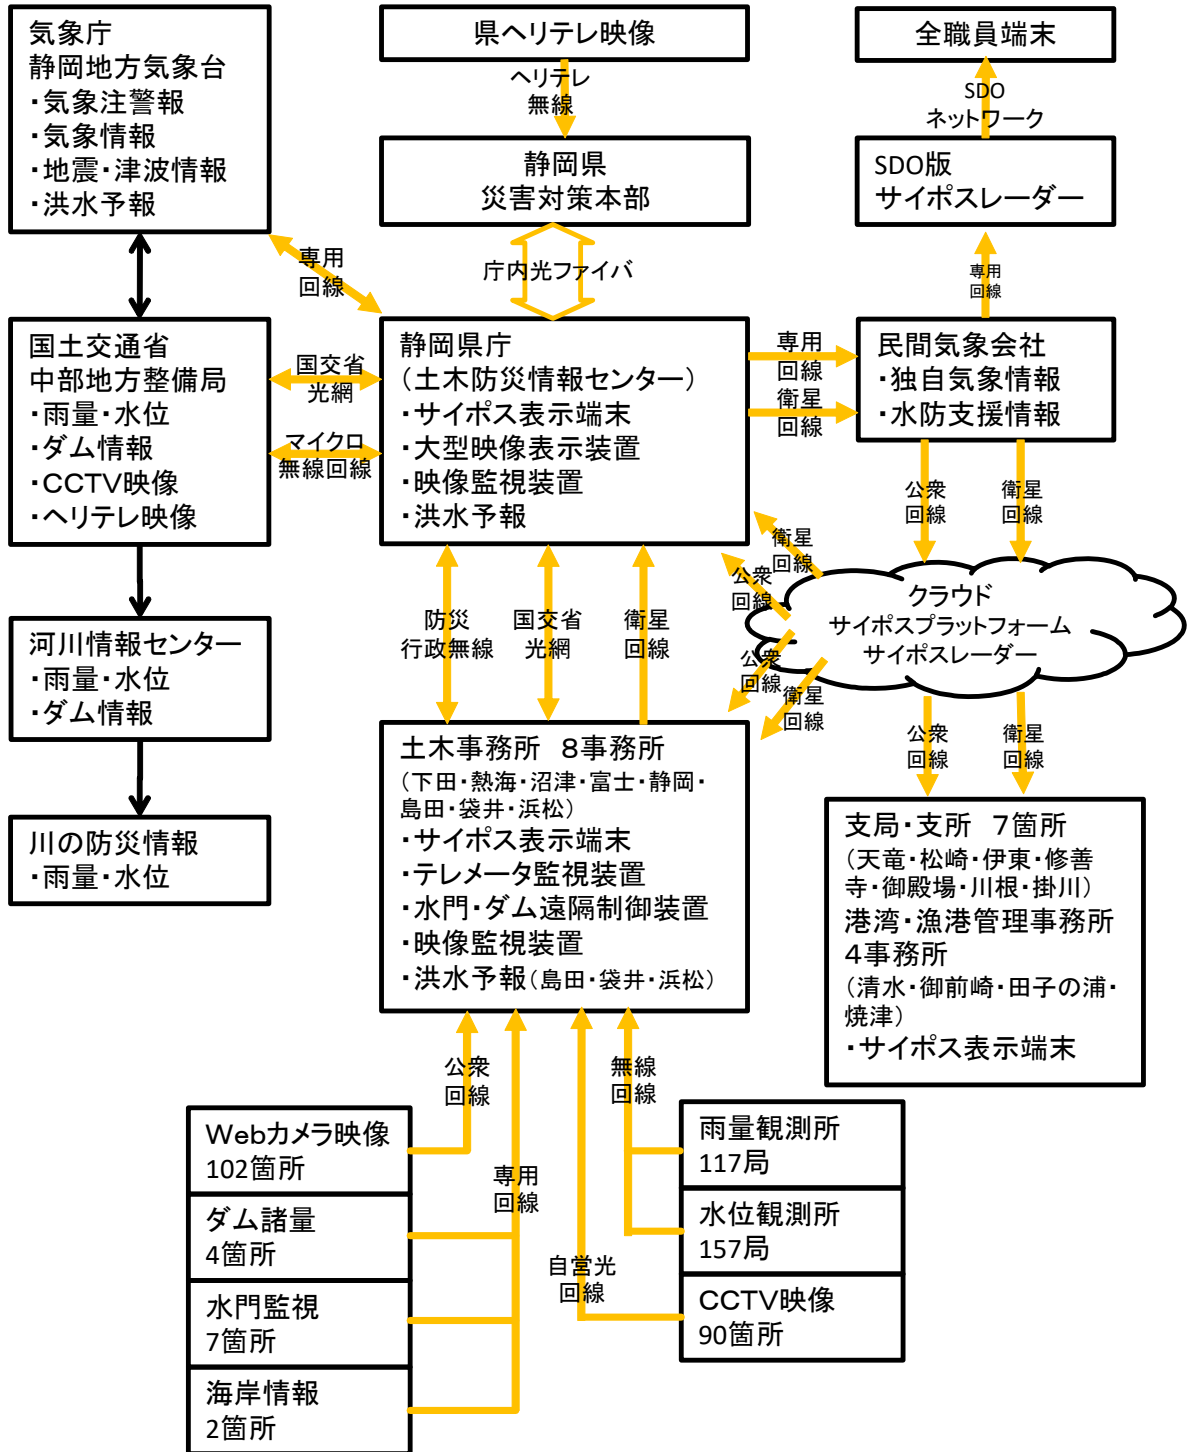 気象庁
静岡地方気象台
・気象注警報
・気象情報
・地震・津波情報
・洪水予報
県ヘリテレ映像
ヘリテレ
無線
静岡県
災害対策本部
庁内光ファイバ
全職員端末
SDO
ネットワーク
SDO版
サイポスレーダー
専用
回線
専用
回線
国土交通省
中部地方整備局
・雨量・水位
・ダム情報
・CCTV映像
・ヘリテレ映像
国交省
光網
マイクロ
無線回線
静岡県庁
（土木防災情報センター）
・サイポス表示端末
・大型映像表示装置
・映像監視装置
・洪水予報
専用
回線
衛星
回線
民間気象会社
・独自気象情報
・水防支援情報
公衆
回線
衛星
回線
衛星
回線
公衆
回線
クラウド
サイポスプラットフォーム
サイポスレーダー
公衆
回線
衛星
回線
河川情報センター
・雨量・水位
・ダム情報
防災
行政無線
国交省
光網
衛星
回線
公衆
回線
衛星
回線
川の防災情報
・雨量・水位
土木事務所　８事務所
（下田・熱海・沼津・富士・静岡・
島田・袋井・浜松）
・サイポス表示端末
・テレメータ監視装置
・水門・ダム遠隔制御装置
・映像監視装置
・洪水予報（島田・袋井・浜松）
支局・支所　７箇所
（天竜・松崎・伊東・修善
寺・御殿場・川根・掛川）
港湾・漁港管理事務所
４事務所
（清水・御前崎・田子の浦・
焼津）
・サイポス表示端末
公衆
回線
専用
回線
自営光
回線
無線
回線
Webカメラ映像
102箇所
ダム諸量
4箇所
水門監視
7箇所
海岸情報
2箇所
雨量観測所
117局
水位観測所
157局
CCTV映像
90箇所